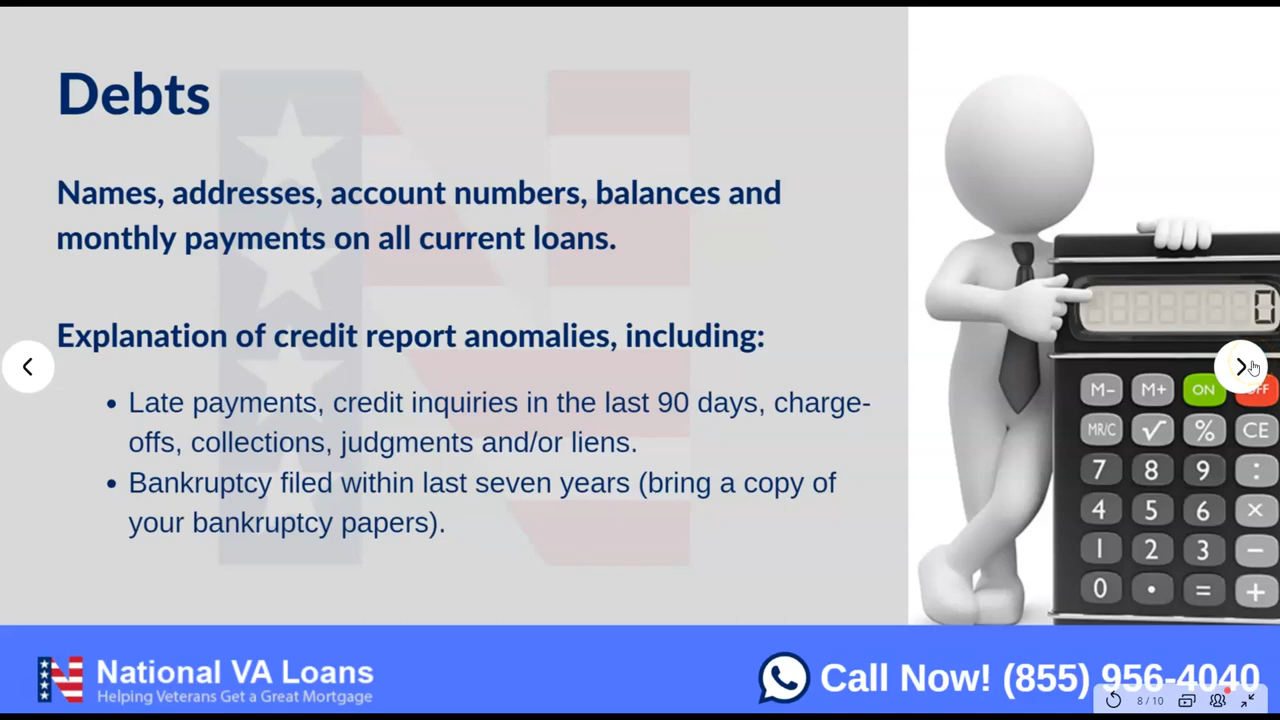 Debts
Names, addresses, account numbers, balances and
monthly payments on all current loans.
Explanation of credit report anomalies, including:
• Late payments, credit inquiries in the last 90 days, charge-
offs, collections, judgments and/or liens.
• Bankruptcy filed within last seven years (bring a copy of
your bankruptcy papers).
0
M- M+ ON OFF
MR/C √ % CE
7 8 9 :
4 5 6 ×
1 2 3 −
0 • = +
National VA Loans
Helping Veterans Get a Great Mortgage
Call Now! (855) 956-4040
8 / 10